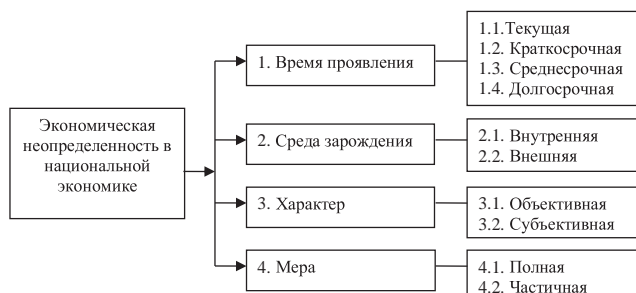 Экономическая
неопределенность в
национальной
экономике
1. Время проявления
1.1.Текущая
1.2. Краткосрочная
1.3. Среднесрочная
1.4. Долгосрочная
2. Среда зарождения
2.1. Внутренняя
2.2. Внешняя
3. Характер
3.1. Объективная
3.2. Субъективная
4. Мера
4.1. Полная
4.2. Частичная